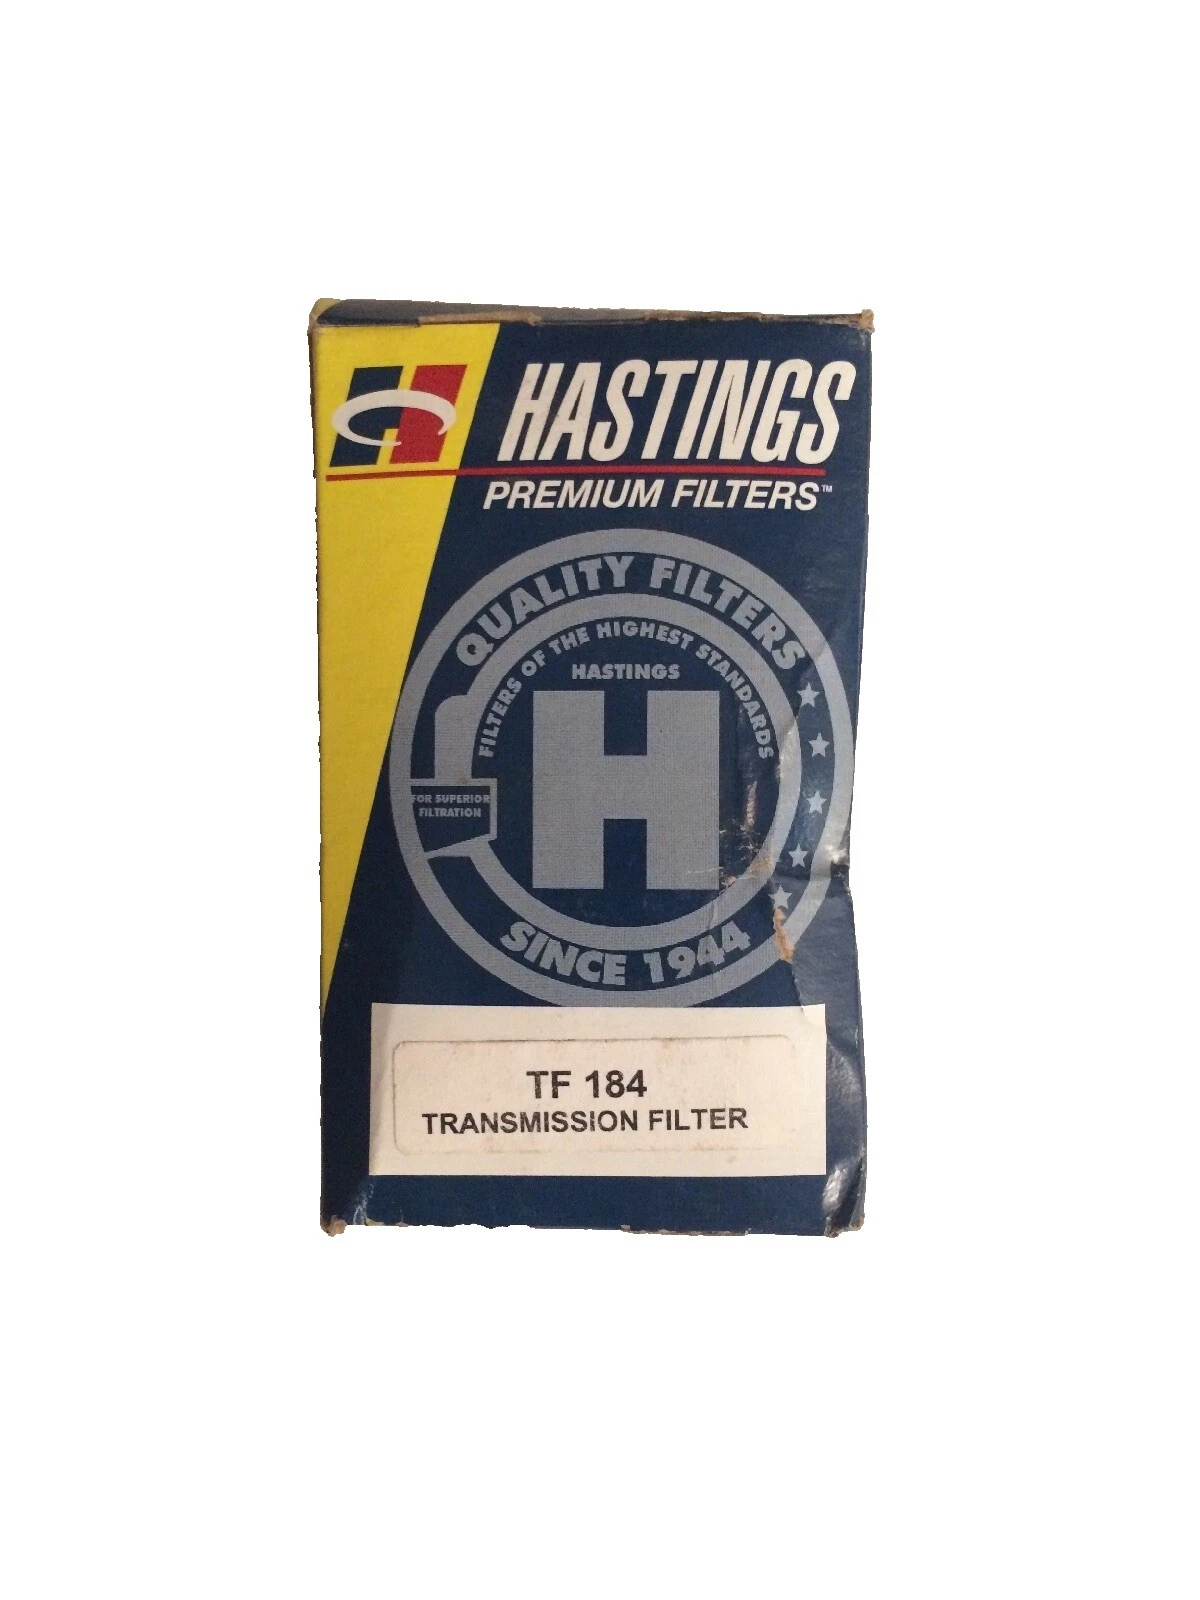 HASTINGS
PREMIUM FILTERS™
QUALITY FILTERS
FILTERS OF THE HIGHEST STANDARDS
HASTINGS
H
FOR SUPERIOR
FILTRATION
SINCE 1944
TF 184
TRANSMISSION FILTER